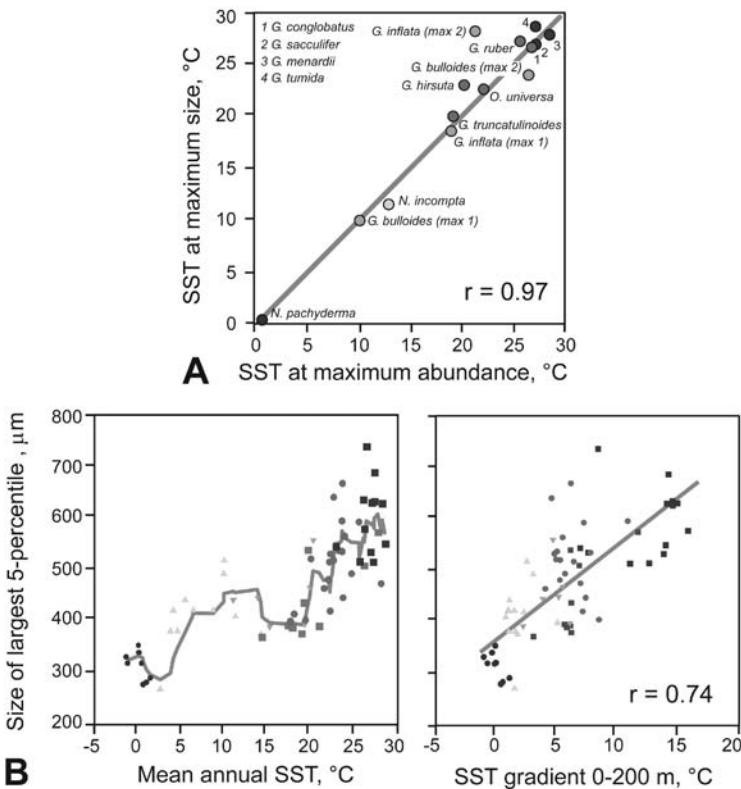 1 G. conglobatus
2 G. sacculifer
3 G. menardii
4 G. tumida
G. inflata (max 2)
4
G. ruber
3
1 2
G. bulloides (max 2)
G. hirsuta
O. universa
G. truncatulinoides
G. inflata (max 1)
N. incompta
G. bulloides (max 1)
N. pachyderma
r = 0.97
SST at maximum size, °C
30
25
20
15
10
5
0
0 10 15 20 25 30
SST at maximum abundance, °C
A
Size of largest 5-percentile , µm
800
700
600
500
400
300
200
-5 0 5 10 15 20 25 30
Mean annual SST, °C
r = 0.74
-5 0 5 10 15 20
SST gradient 0-200 m, °C
B